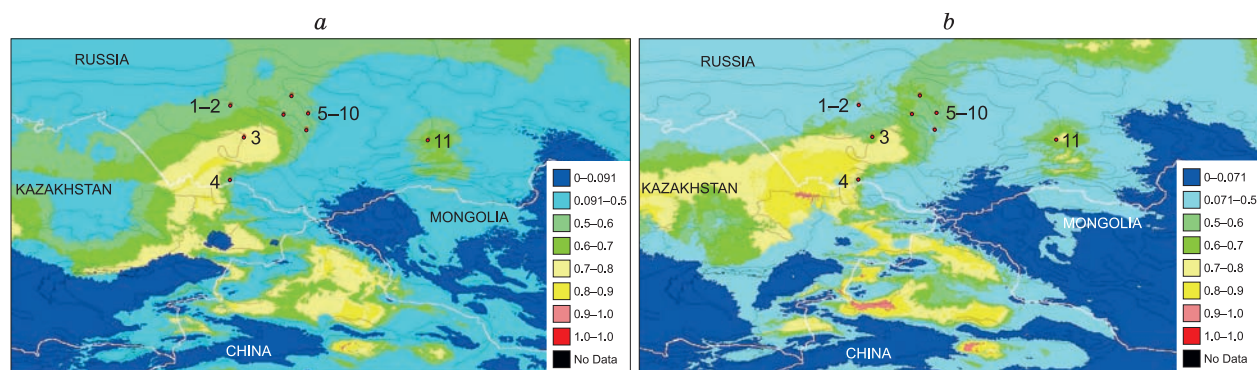 a
RUSSIA
1–2
5–10
3
11
4
KAZAKHSTAN
MONGOLIA
CHINA
0–0.091
0.091–0.5
0.5–0.6
0.6–0.7
0.7–0.8
0.8–0.9
0.9–1.0
1.0–1.0
No Data
b
RUSSIA
1–2
5–10
3
11
4
KAZAKHSTAN
MONGOLIA
CHINA
0–0.071
0.071–0.5
0.5–0.6
0.6–0.7
0.7–0.8
0.8–0.9
0.9–1.0
1.0–1.0
No Data